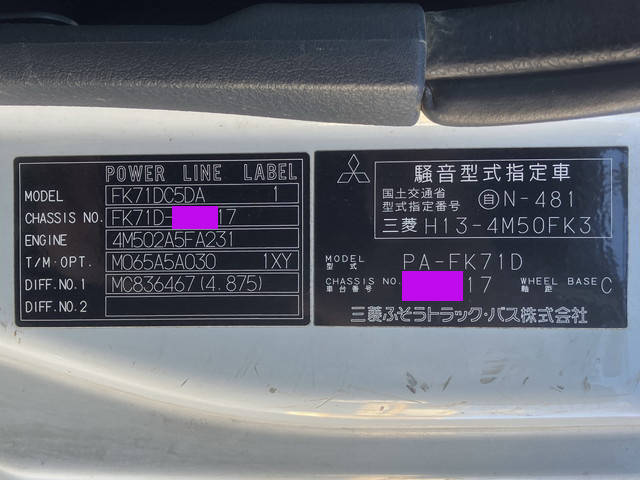 POWER LINE LABEL
MODEL FK71DC5DA 1
CHASSIS NO. FK71D- 17
ENGINE 4M502A5FA231
T/M·OPT. M065A5A030 1XY
DIFF.NO.1 MC836467(4.875)
DIFF.NO.2
騒音型式指定車
国土交通省
型式指定番号 自N-481
三菱 H13-4M50FK3
MODEL
型式 PA-FK71D
CHASSIS NO. 17 WHEEL BASE C
車台番号 軸距
三菱ふそうトラック・バス株式会社